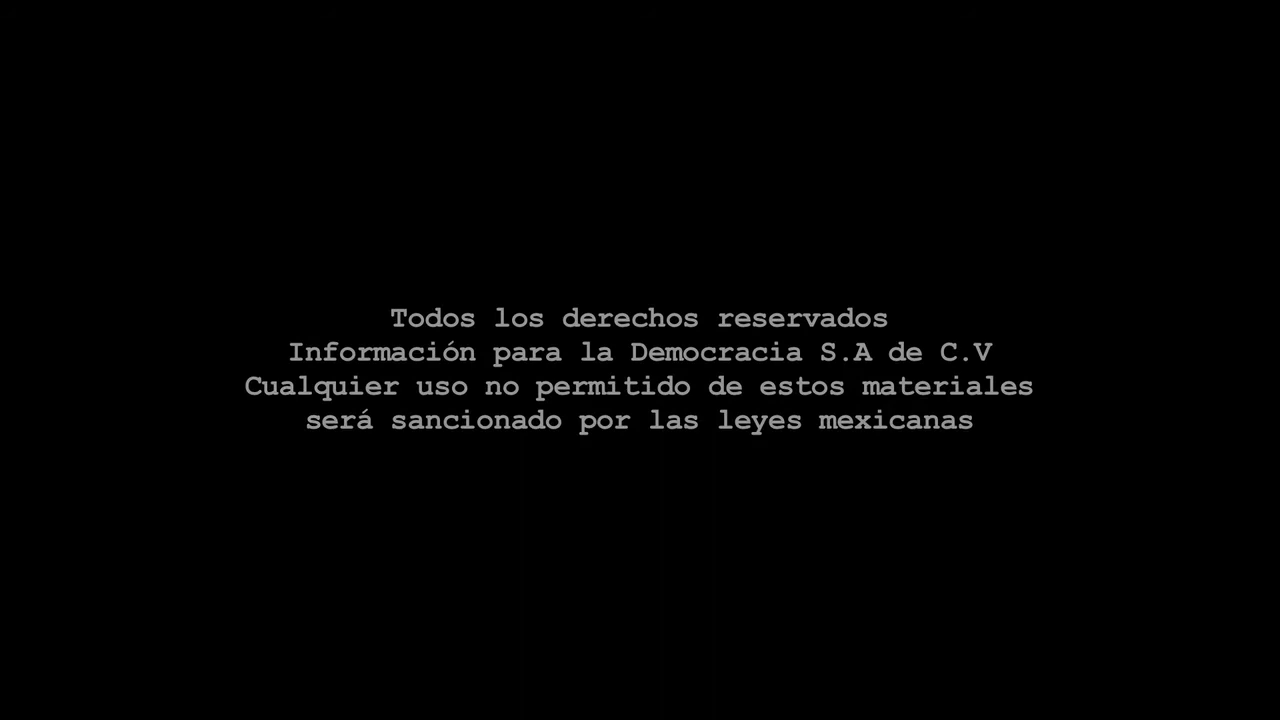 Todos los derechos reservados
Información para la Democracia S.A de C.V
Cualquier uso no permitido de estos materiales
será sancionado por las leyes mexicanas